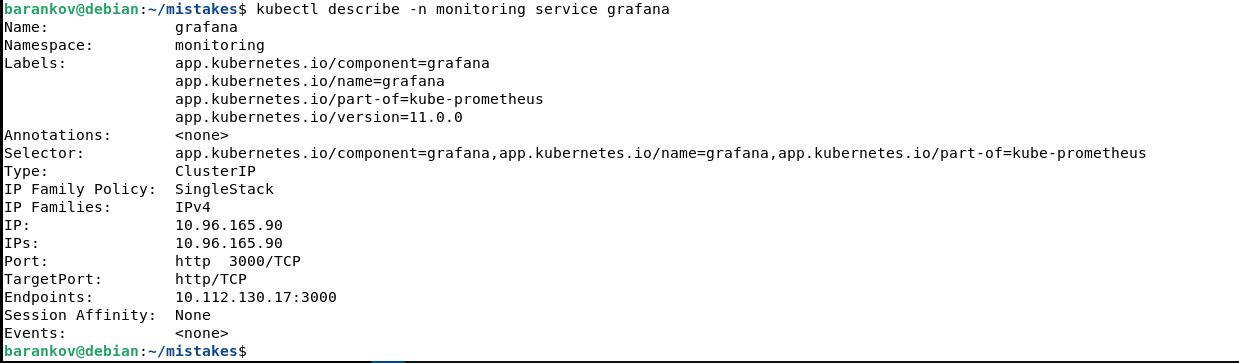 barankov@debian:~/mistakes$ kubectl describe -n monitoring service grafana
Name:              grafana
Namespace:         monitoring
Labels:            app.kubernetes.io/component=grafana
                   app.kubernetes.io/name=grafana
                   app.kubernetes.io/part-of=kube-prometheus
                   app.kubernetes.io/version=11.0.0
Annotations:       <none>
Selector:          app.kubernetes.io/component=grafana,app.kubernetes.io/name=grafana,app.kubernetes.io/part-of=kube-prometheus
Type:              ClusterIP
IP Family Policy:  SingleStack
IP Families:       IPv4
IP:                10.96.165.90
IPs:               10.96.165.90
Port:              http  3000/TCP
TargetPort:        http/TCP
Endpoints:         10.112.130.17:3000
Session Affinity:  None
Events:            <none>
barankov@debian:~/mistakes$